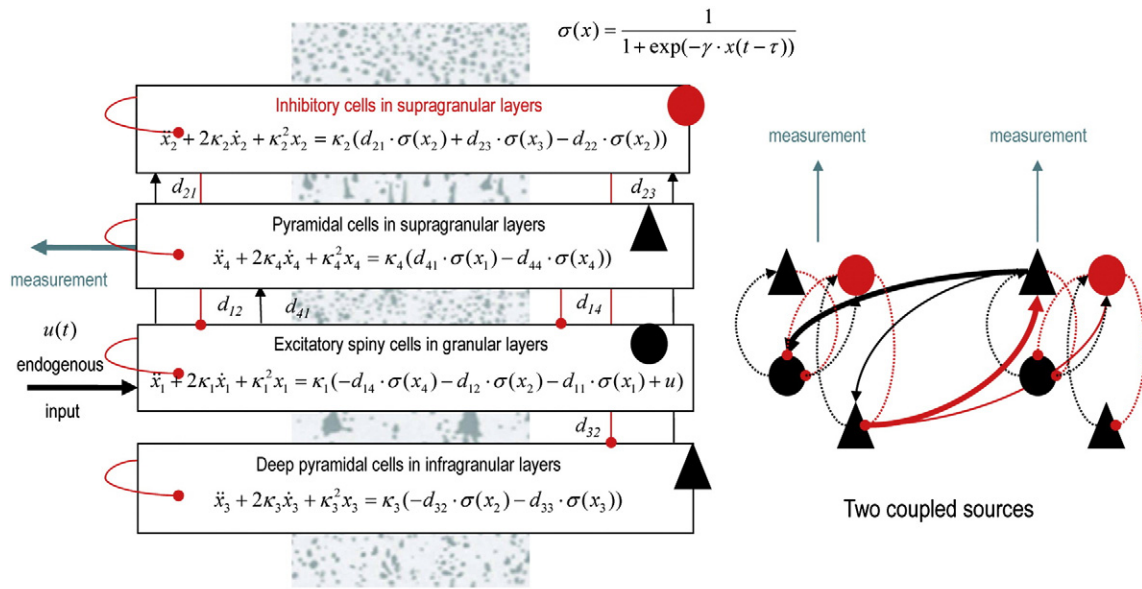 σ(x) = 1 / (1 + exp(−γ · x(t − τ)))
Inhibitory cells in supragranular layers
ẍ₂ + 2κ₂ẋ₂ + κ₂²x₂ = κ₂(d₂₁ · σ(x₂) + d₂₃ · σ(x₃) − d₂₂ · σ(x₂))
d₂₁
d₂₃
Pyramidal cells in supragranular layers
ẍ₄ + 2κ₄ẋ₄ + κ₄²x₄ = κ₄(d₄₁ · σ(x₁) − d₄₄ · σ(x₄))
measurement
d₁₂
d₄₁
d₁₄
u(t)
endogenous
input
Excitatory spiny cells in granular layers
ẍ₁ + 2κ₁ẋ₁ + κ₁²x₁ = κ₁(−d₁₄ · σ(x₄) − d₁₂ · σ(x₂) − d₁₁ · σ(x₁) + u)
d₃₂
Deep pyramidal cells in infragranular layers
ẍ₃ + 2κ₃ẋ₃ + κ₃²x₃ = κ₃(−d₃₂ · σ(x₂) − d₃₃ · σ(x₃))
measurement
measurement
Two coupled sources